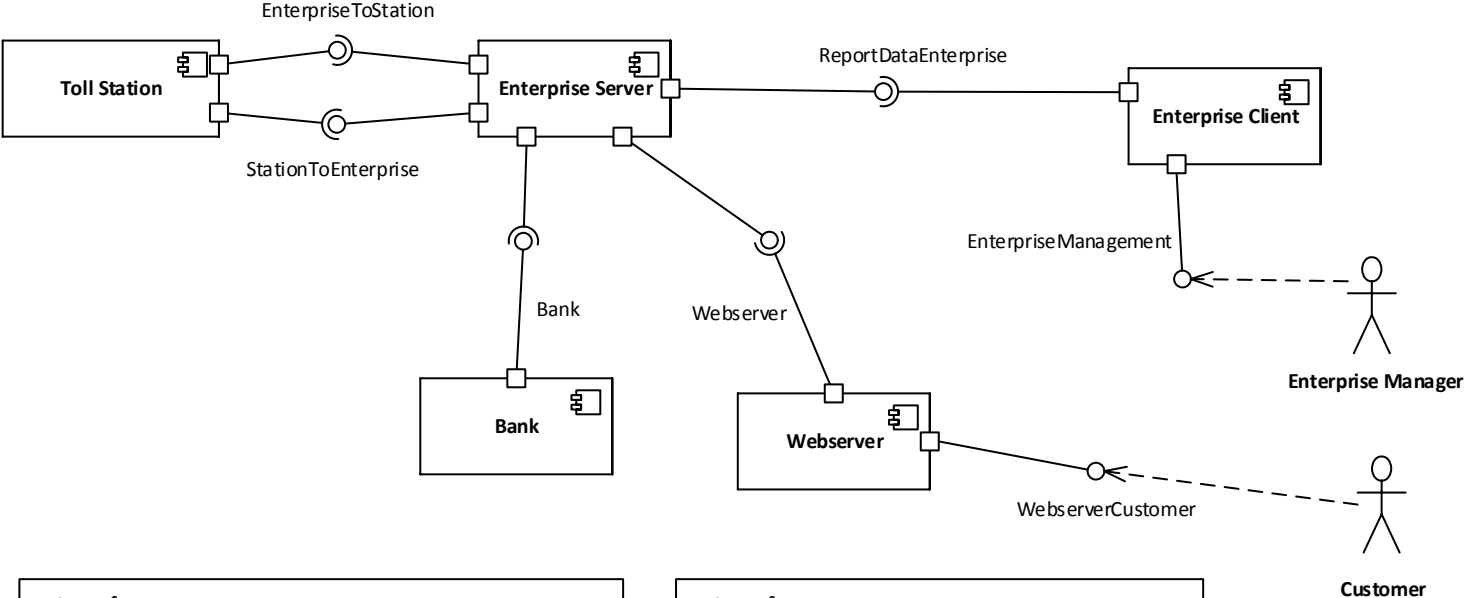 EnterpriseToStation
Toll Station
Enterprise Server
ReportDataEnterprise
Enterprise Client
StationToEnterprise
EnterpriseManagement
Bank
Webserver
Enterprise Manager
Bank
Webserver
WebserverCustomer
Customer